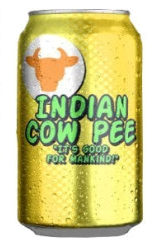 INDIAN
COW PEE
"IT'S GOOD
FOR MANKIND!"